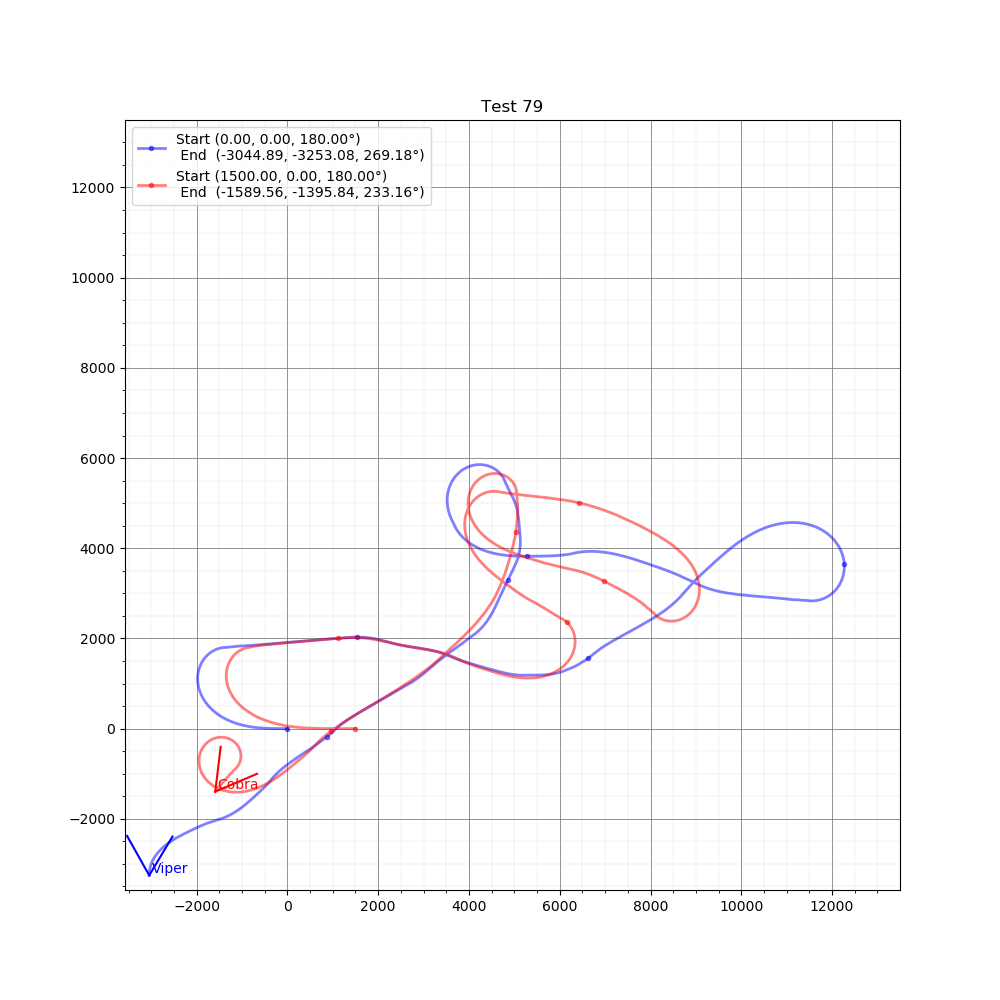 Test 79
Start (0.00, 0.00, 180.00°)
End (-3044.89, -3253.08, 269.18°)
Start (1500.00, 0.00, 180.00°)
End (-1589.56, -1395.84, 233.16°)
12000
10000
8000
6000
4000
2000
0
−2000
Cobra
Viper
−2000 0 2000 4000 6000 8000 10000 12000